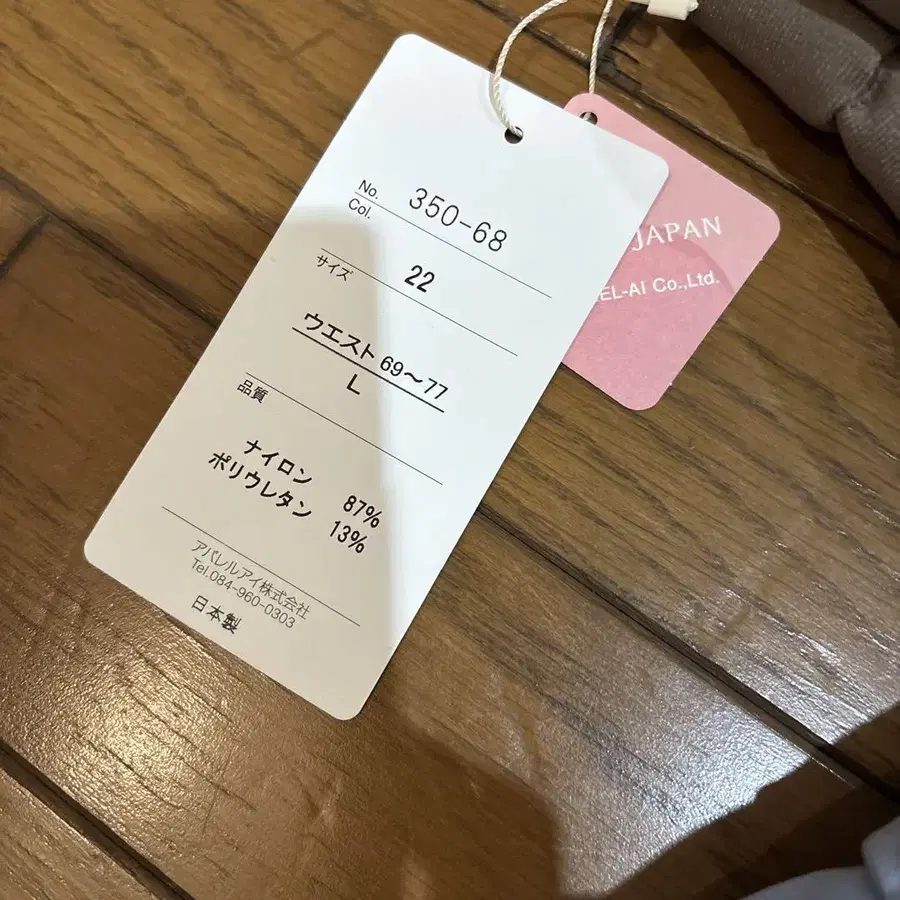 No. 350-68
Col.
22
サイズ
ウエスト 69〜77
L
品質
ナイロン 87%
ポリウレタン 13%
アパレルアイ株式会社
Tel.084-960-0303
日本製
JAPAN
EL-AI Co.,Ltd.